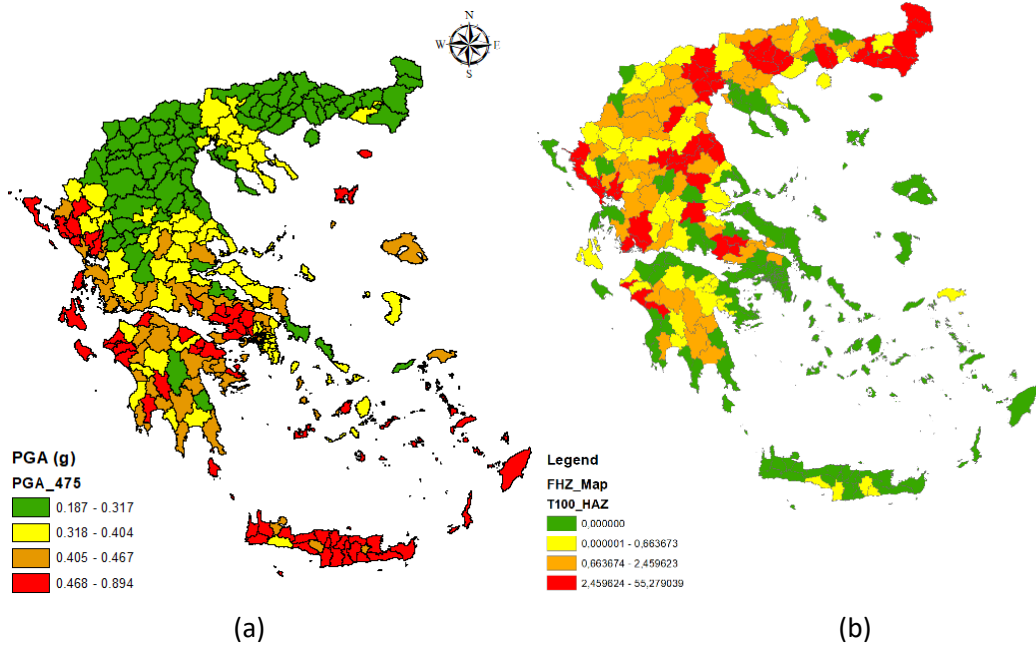 N
W E
S
PGA (g)
PGA_475
0.187 - 0.317
0.318 - 0.404
0.405 - 0.467
0.468 - 0.894
Legend
FHZ_Map
T100_HAZ
0,000000
0,000001 - 0,663673
0,663674 - 2,459623
2,459624 - 55,279039
(a)
(b)